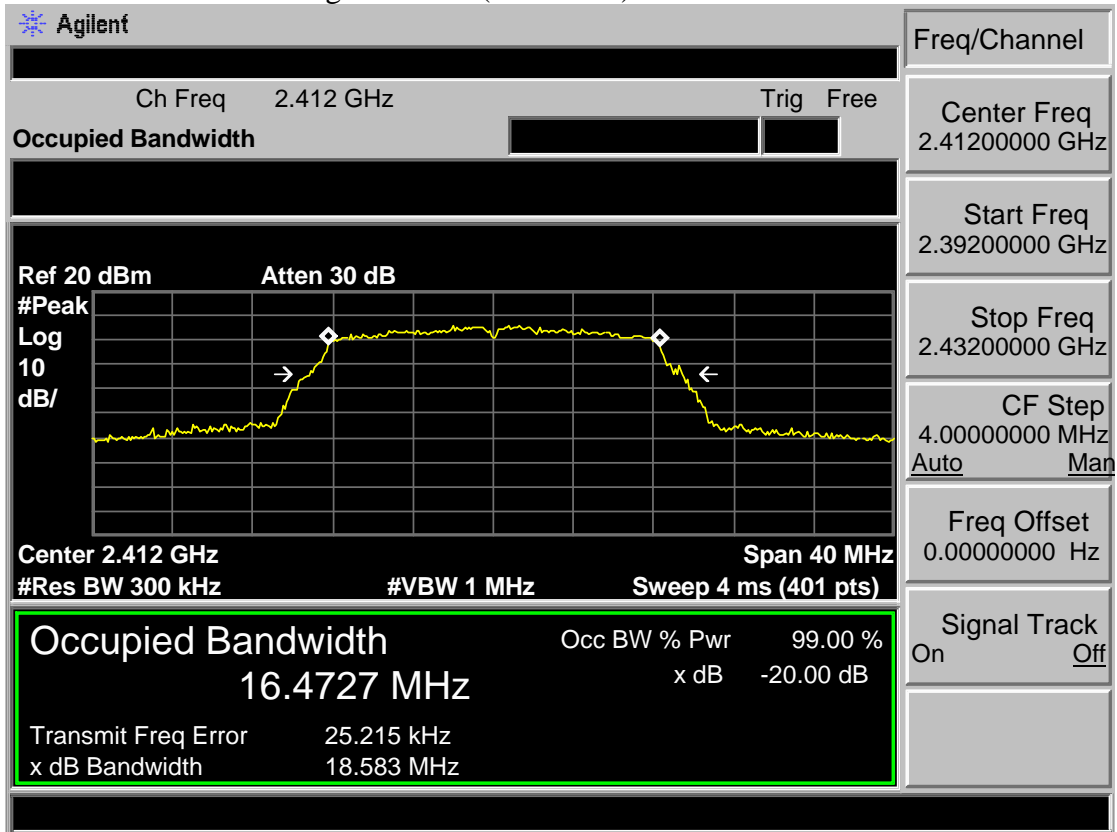 Agilent
Freq/Channel
Ch Freq 2.412 GHz Trig Free
Occupied Bandwidth
Center Freq
2.41200000 GHz
Start Freq
2.39200000 GHz
Stop Freq
2.43200000 GHz
CF Step
4.00000000 MHz
Auto Man
Freq Offset
0.00000000 Hz
Signal Track
On Off
Ref 20 dBm Atten 30 dB
#Peak
Log
10
dB/
Center 2.412 GHz Span 40 MHz
#Res BW 300 kHz #VBW 1 MHz Sweep 4 ms (401 pts)
Occupied Bandwidth
16.4727 MHz
Occ BW % Pwr 99.00 %
x dB -20.00 dB
Transmit Freq Error 25.215 kHz
x dB Bandwidth 18.583 MHz